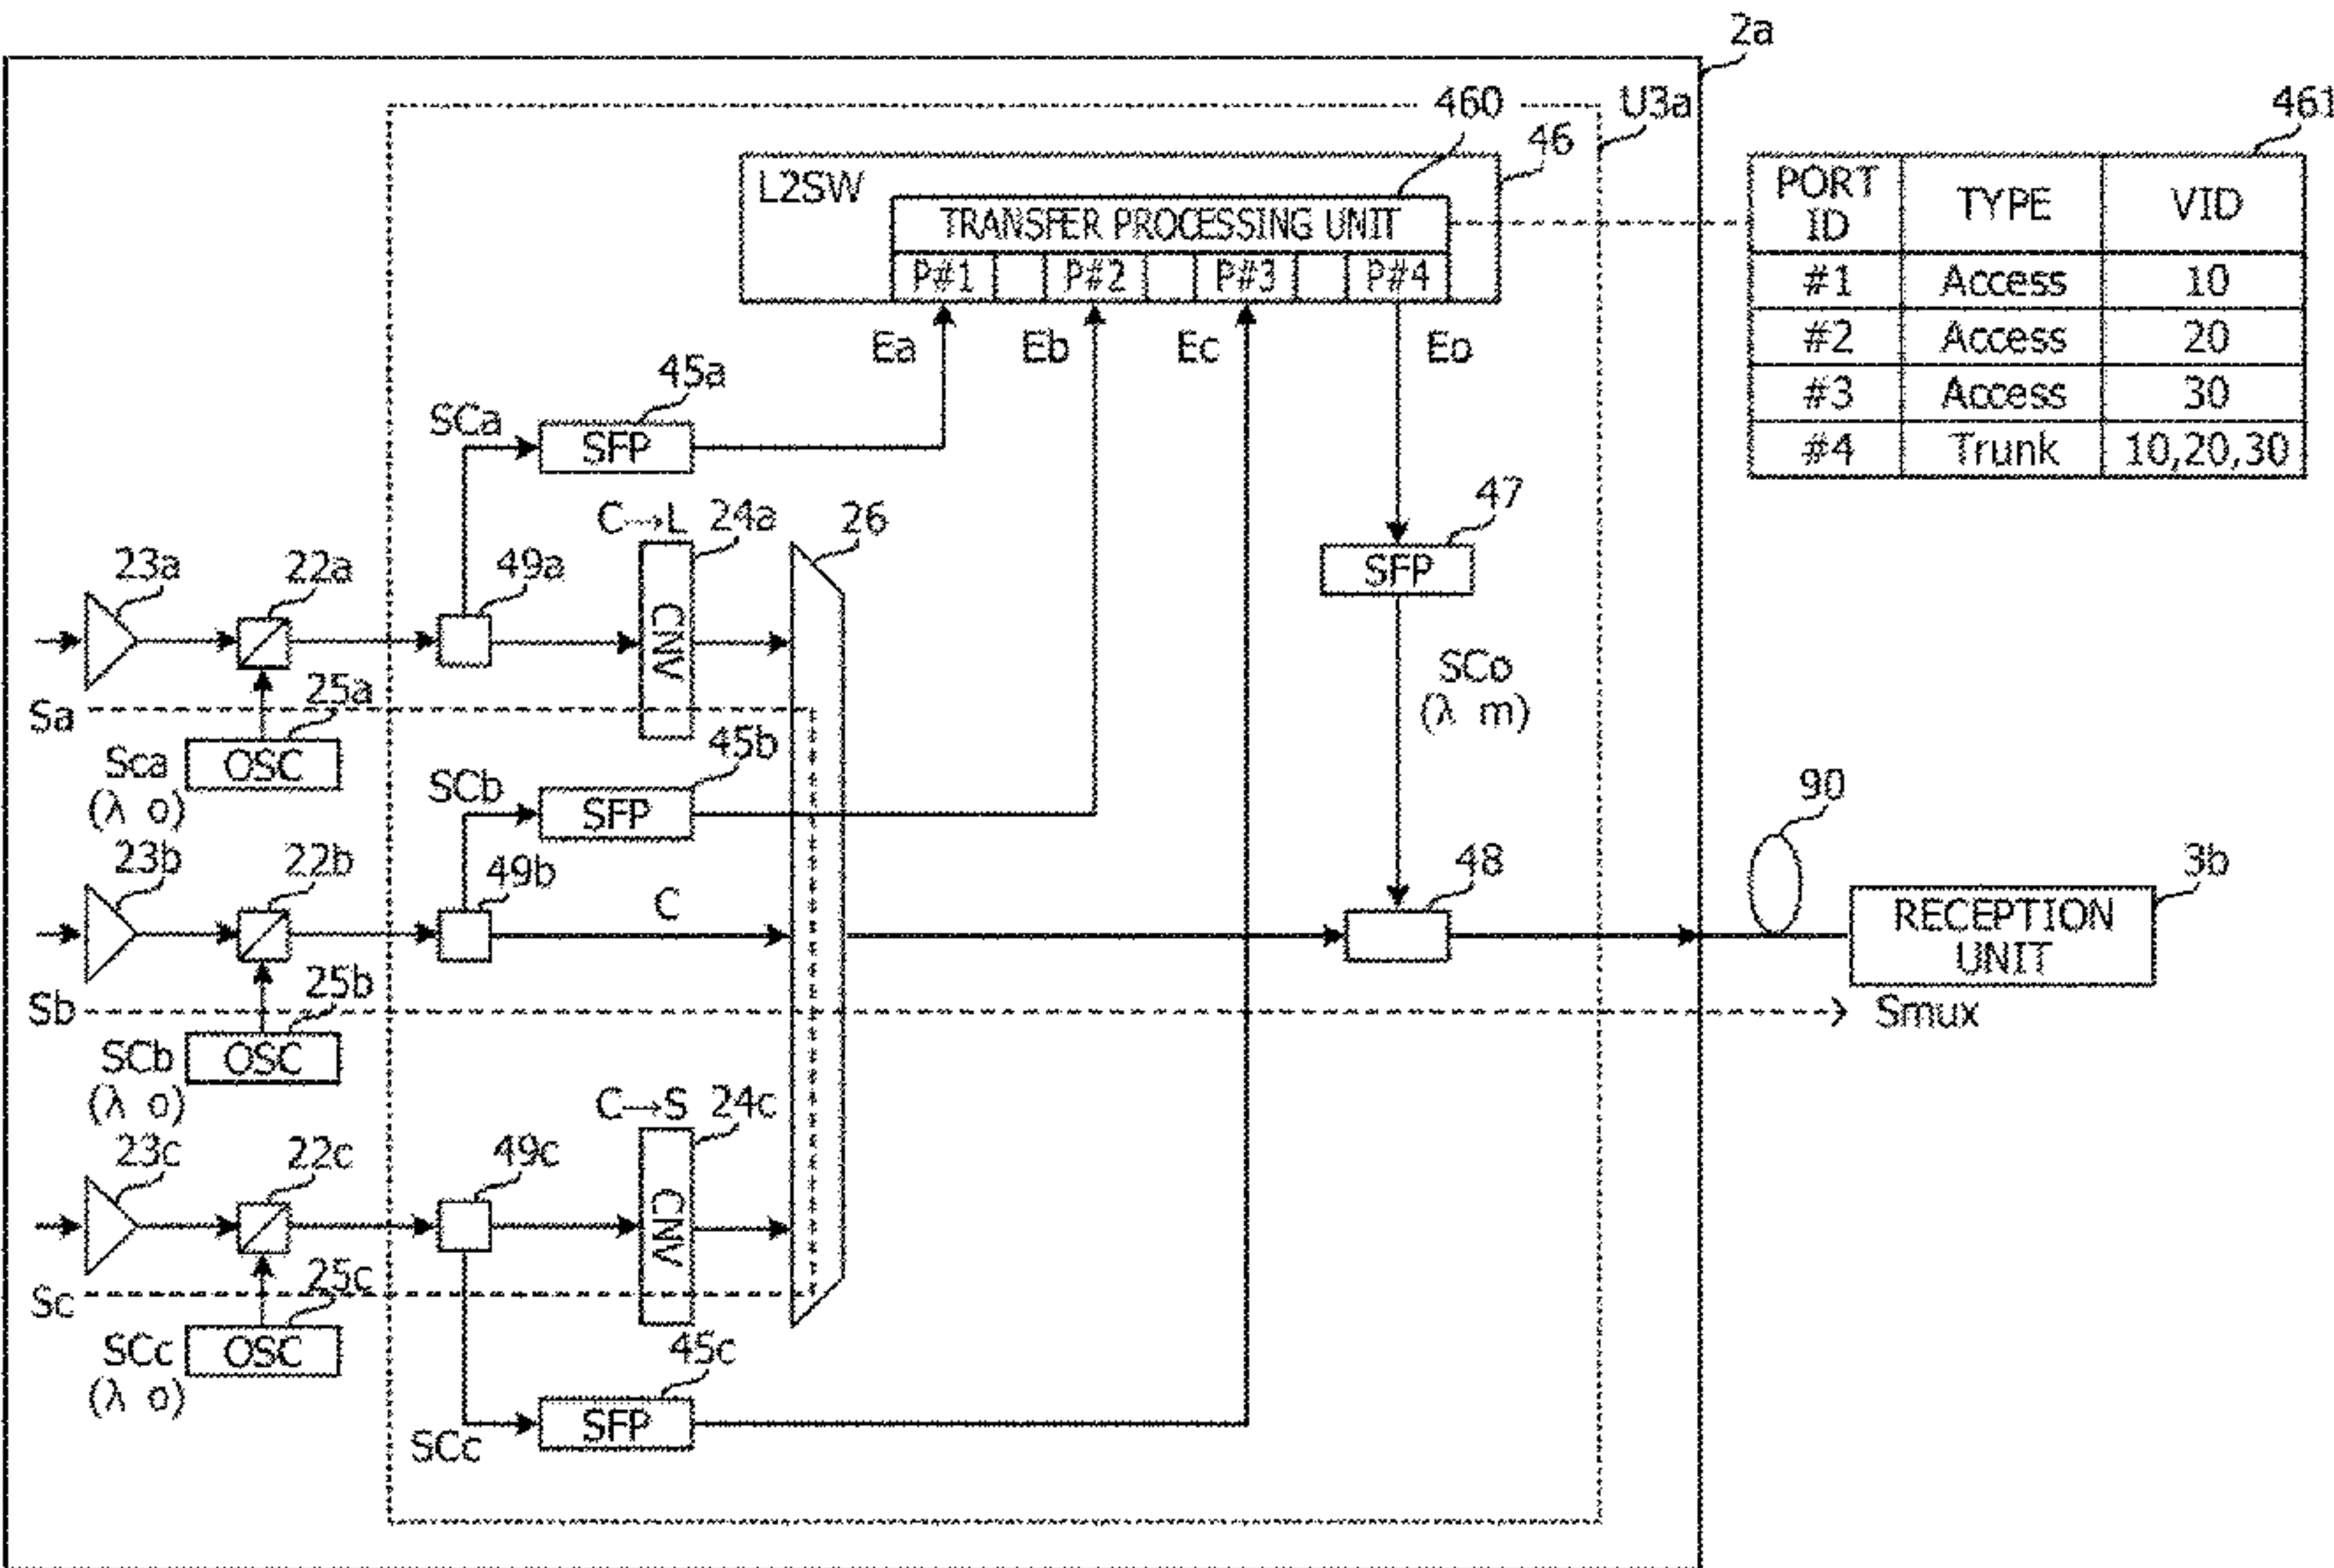 2a
460
U3a
461
46
L2SW
TRANSFER PROCESSING UNIT
P#1 P#2 P#3 P#4
PORT ID TYPE VID
#1 Access 10
#2 Access 20
#3 Access 30
#4 Trunk 10,20,30
Ea Eb Ec Eo
45a
SCa
SFP
C→L 24a
26
47
SFP
23a 22a 49a
CNV
SCo
(λ m)
Sa
25a
Sca
(λ o)
OSC
45b
SCb
SFP
90
23b 22b 49b
C
48
3b
RECEPTION
UNIT
Sb
25b
Smux
SCb
(λ o)
OSC
C→S 24c
23c 22c 49c
CNV
Sc
25c
SCc
(λ o)
OSC
45c
SCc
SFP